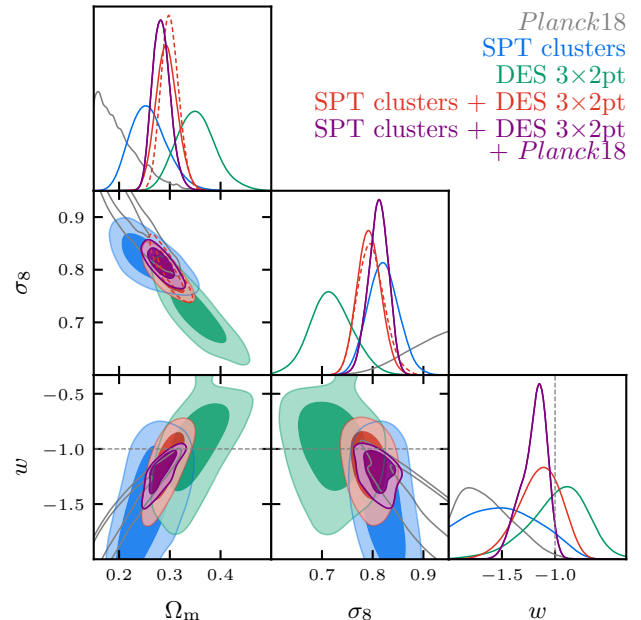 Planck18
SPT clusters
DES 3×2pt
SPT clusters + DES 3×2pt
SPT clusters + DES 3×2pt
+ Planck18
0.9
0.8
0.7
σ₈
−0.5
−1.0
−1.5
w
0.2 0.3 0.4
0.7 0.8 0.9
−1.5 −1.0
Ωₘ
σ₈
w